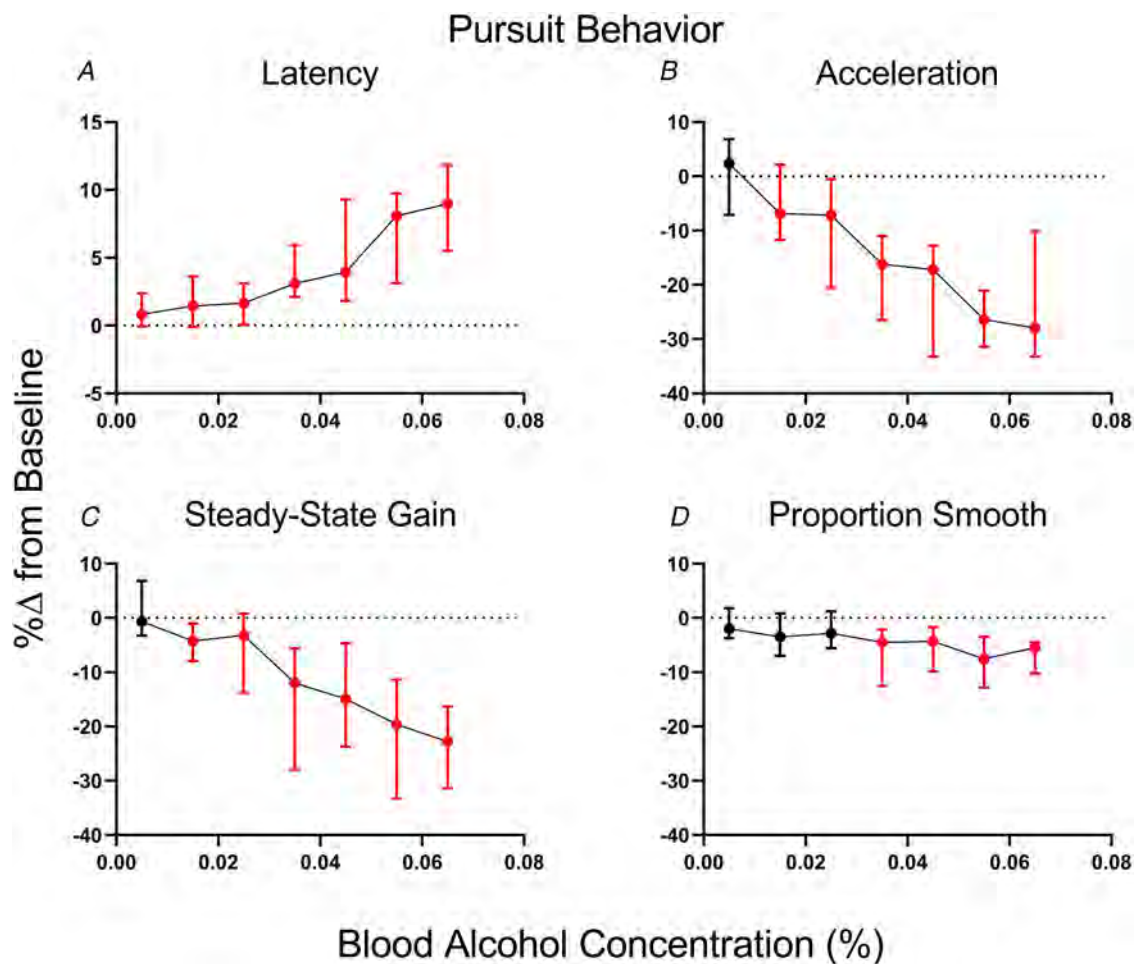 Pursuit Behavior
A Latency
15
10
5
0
-5
0.00 0.02 0.04 0.06 0.08
B Acceleration
10
0
-10
-20
-30
-40
0.00 0.02 0.04 0.06 0.08
C Steady-State Gain
10
0
-10
-20
-30
-40
0.00 0.02 0.04 0.06 0.08
D Proportion Smooth
10
0
-10
-20
-30
-40
0.00 0.02 0.04 0.06 0.08
%Δ from Baseline
Blood Alcohol Concentration (%)